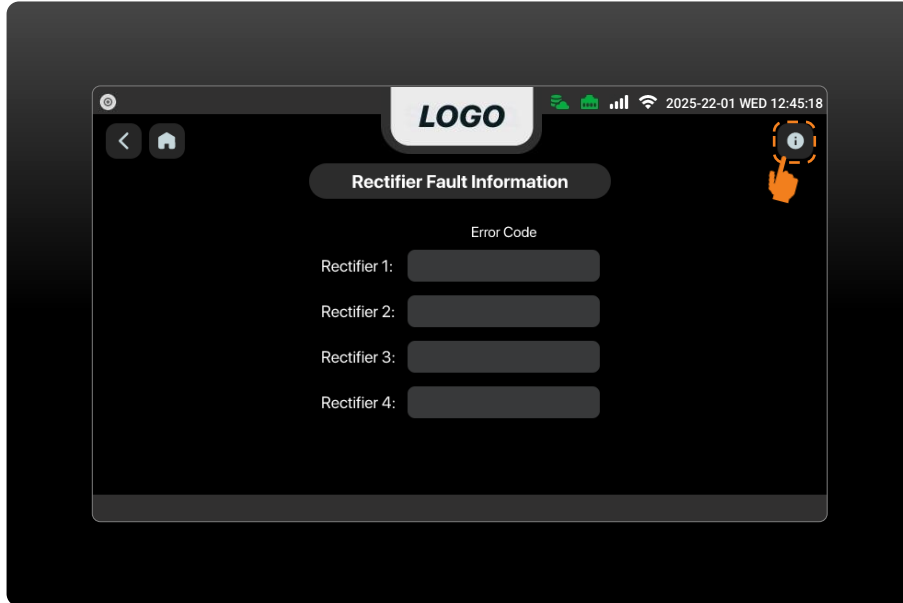 LOGO
2025-22-01 WED 12:45:18
Rectifier Fault Information
Error Code
Rectifier 1:
Rectifier 2:
Rectifier 3:
Rectifier 4: